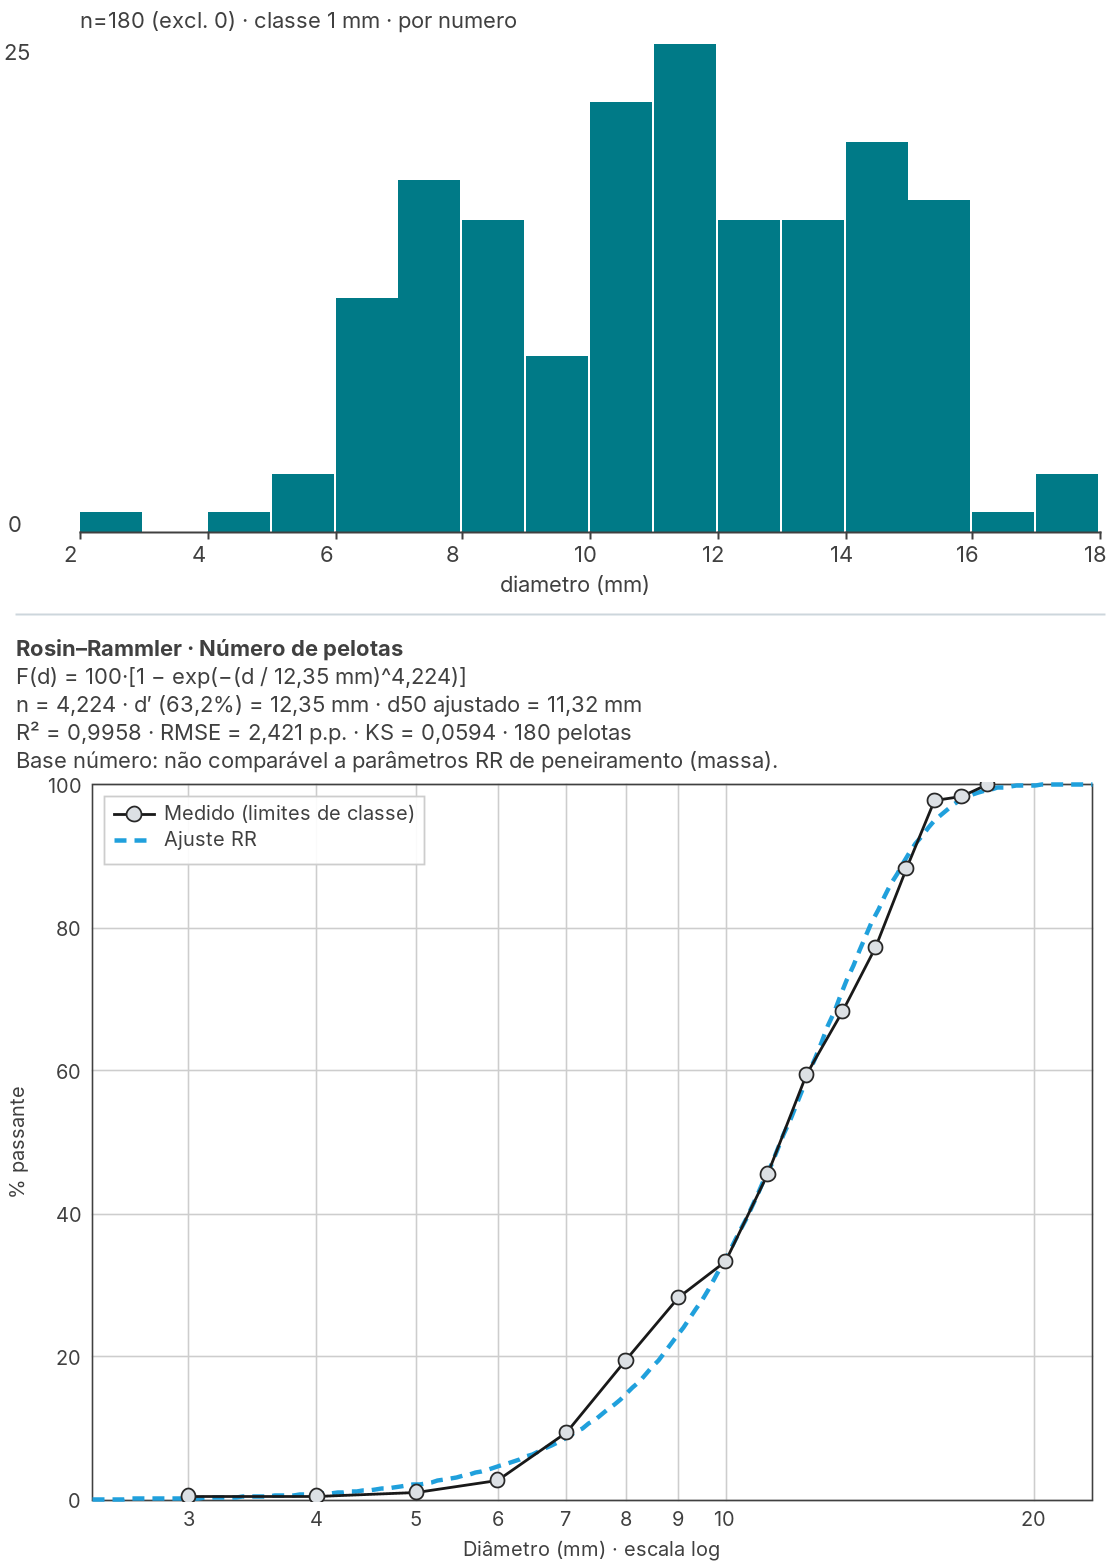 n=180 (excl. 0) · classe 1 mm · por numero
25
0
2 4 6 8 10 12 14 16 18
diametro (mm)
Rosin–Rammler · Número de pelotas
F(d) = 100·[1 − exp(−(d / 12,35 mm)^4,224)]
n = 4,224 · d′ (63,2%) = 12,35 mm · d50 ajustado = 11,32 mm
R² = 0,9958 · RMSE = 2,421 p.p. · KS = 0,0594 · 180 pelotas
Base número: não comparável a parâmetros RR de peneiramento (massa).
100
Medido (limites de classe)
Ajuste RR
80
60
% passante
40
20
0
3 4 5 6 7 8 9 10 20
Diâmetro (mm) · escala log